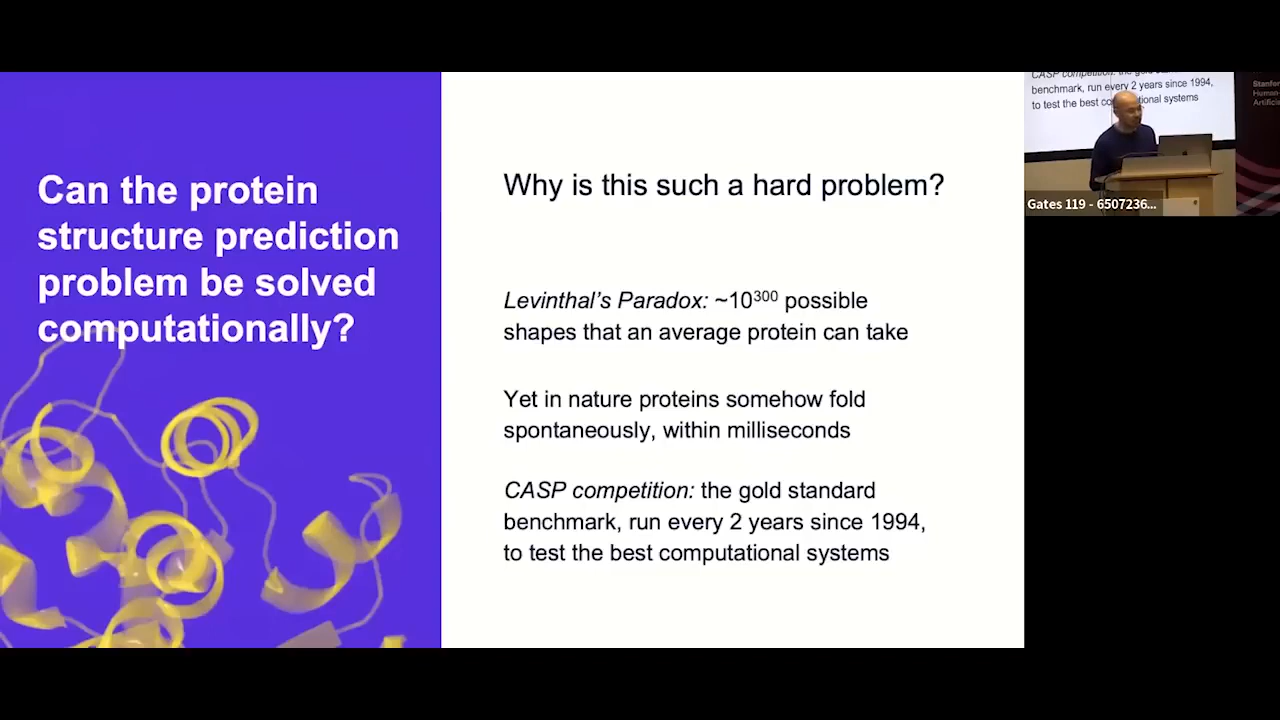 Can the protein
structure prediction
problem be solved
computationally?
Why is this such a hard problem?
Levinthal's Paradox: ~10³⁰⁰ possible
shapes that an average protein can take
Yet in nature proteins somehow fold
spontaneously, within milliseconds
CASP competition: the gold standard
benchmark, run every 2 years since 1994,
to test the best computational systems
CASP competition: the gold
benchmark, run every 2 years since 1994,
to test the best computational systems
Stanford
Human-
Artificial
Gates 119 - 6507236...